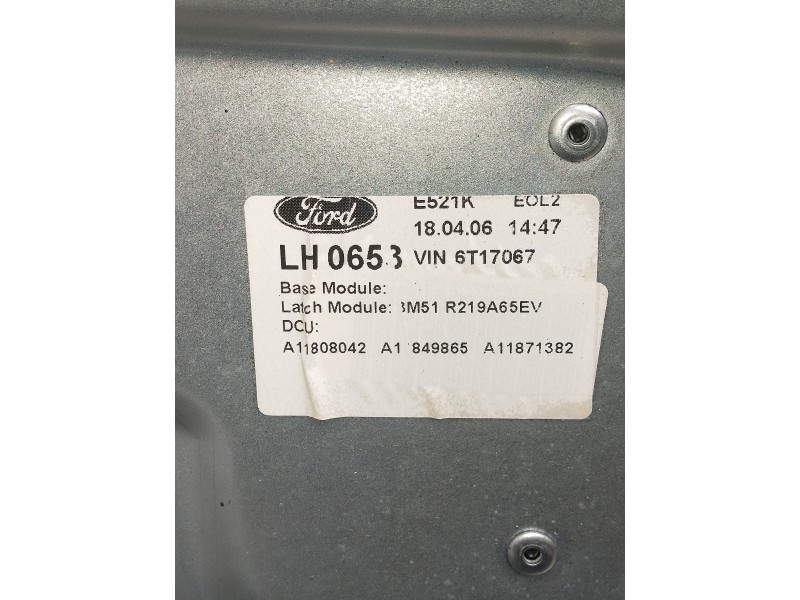 Ford E521K EOL2
18.04.06 14:47
LH 0653 VIN 6T17067
Base Module:
Latch Module: 3M51 R219A65EV
DCU:
A11808042 A1 849865 A11871382